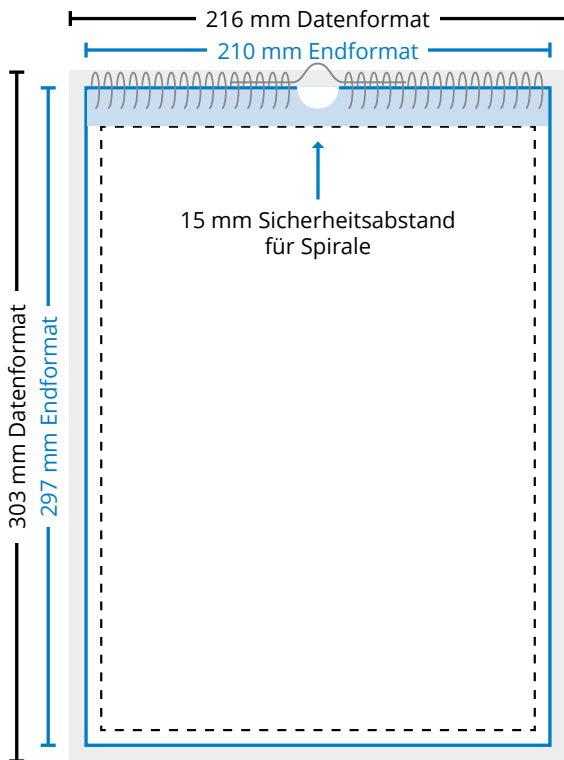 216 mm Datenformat
210 mm Endformat
15 mm Sicherheitsabstand
für Spirale
303 mm Datenformat
297 mm Endformat